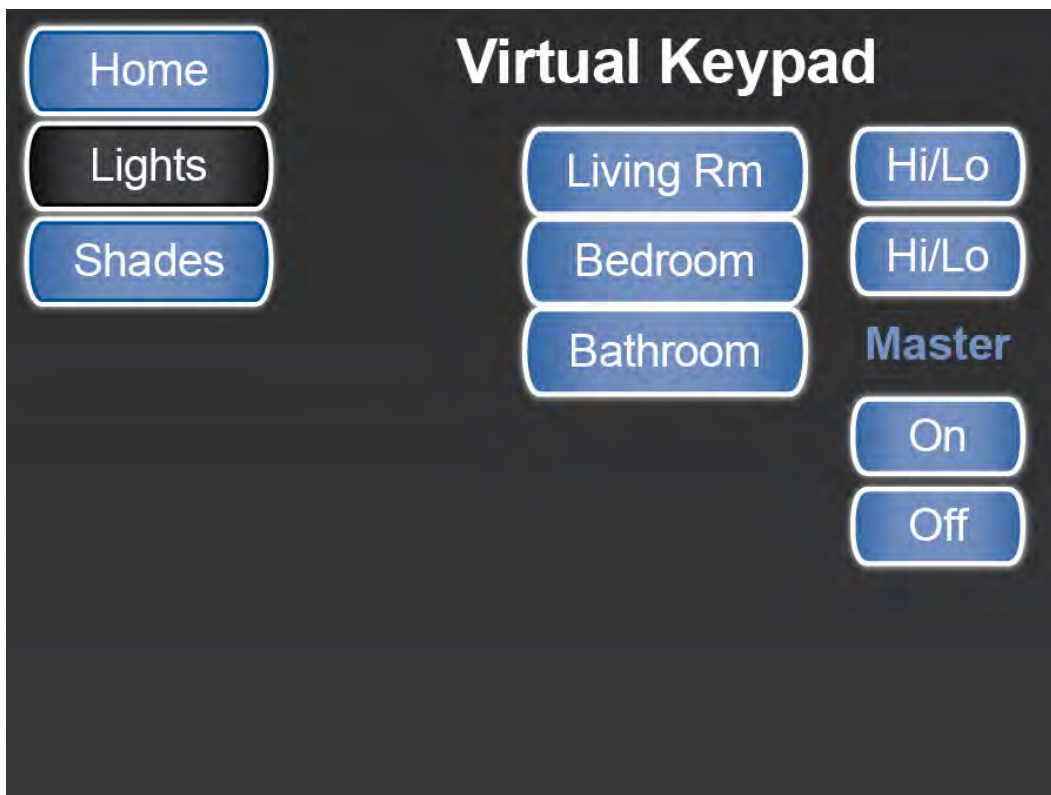 Virtual Keypad
Home
Lights
Shades
Living Rm
Hi/Lo
Bedroom
Hi/Lo
Bathroom
Master
On
Off